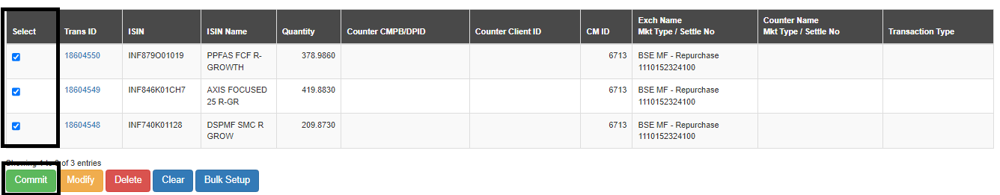 Select Trans ID ISIN ISIN Name Quantity Counter CMPB/DPID Counter Client ID CM ID Exch Name Mkt Type / Settle No Counter Name Mkt Type / Settle No Transaction Type
18604550 INF879O01019 PPFAS FCF R- 378.9860 6713 BSE MF - Repurchase
GROWTH 1110152324100
18604549 INF846K01CH7 AXIS FOCUSED 419.8830 6713 BSE MF - Repurchase
25 R-GR 1110152324100
18604548 INF740K01128 DSPMF SMC R 209.8730 6713 BSE MF - Repurchase
GROW 1110152324100
Showing 1 to 3 of 3 entries
Commit Modify Delete Clear Bulk Setup